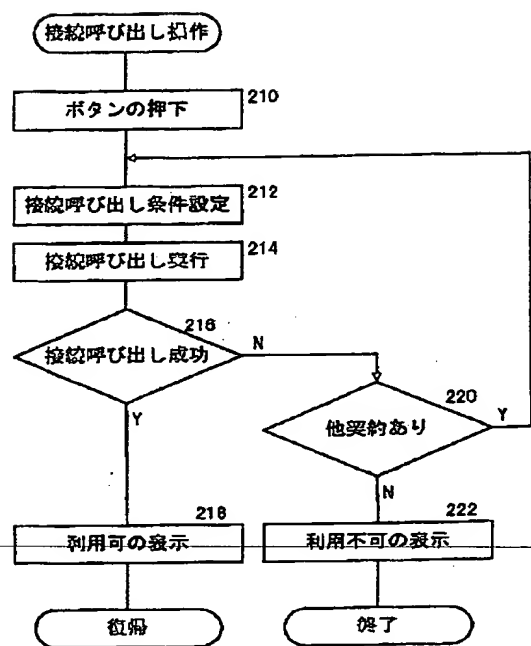 接続呼び出し操作
ボタンの押下
210
接続呼び出し条件設定
212
接続呼び出し実行
214
接続呼び出し成功
216
N
Y
他契約あり
220
Y
N
利用可の表示
218
利用不可の表示
222
復帰
終了